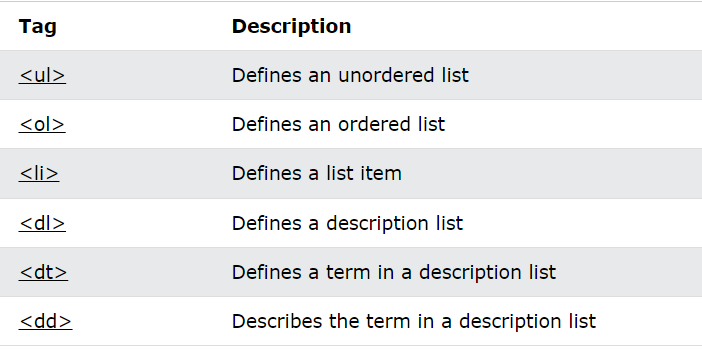 Tag Description
<ul> Defines an unordered list
<ol> Defines an ordered list
<li> Defines a list item
<dl> Defines a description list
<dt> Defines a term in a description list
<dd> Describes the term in a description list